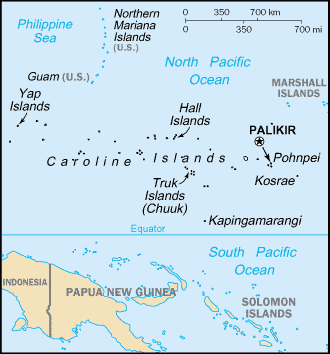 Philippine
Sea
Northern
Mariana
Islands
(U.S.)
0 350 700 km
0 350 700 mi
North Pacific
Ocean
Guam (U.S.)
MARSHALL
ISLANDS
Yap
Islands
Hall
Islands
PALIKIR
Pohnpei
Caroline Islands
Truk
Islands
(Chuuk)
Kosrae
Kapingamarangi
Equator
South Pacific
Ocean
INDONESIA
PAPUA NEW GUINEA
SOLOMON
ISLANDS